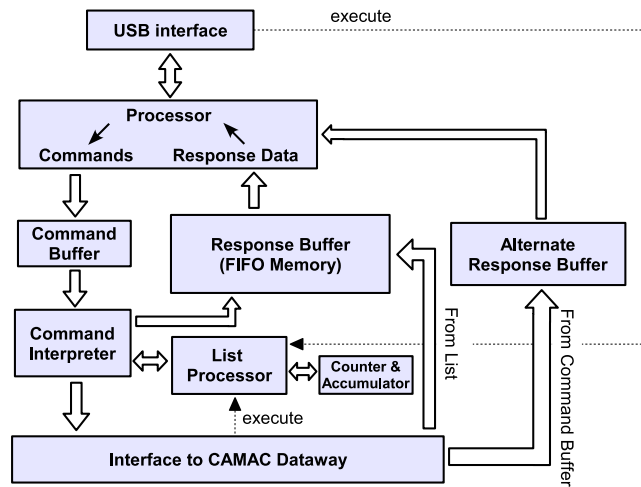 USB interface
execute
Processor
Commands
Response Data
Command
Buffer
Response Buffer
(FIFO Memory)
Alternate
Response Buffer
Command
Interpreter
List
Processor
Counter &
Accumulator
From List
From Command Buffer
execute
Interface to CAMAC Dataway